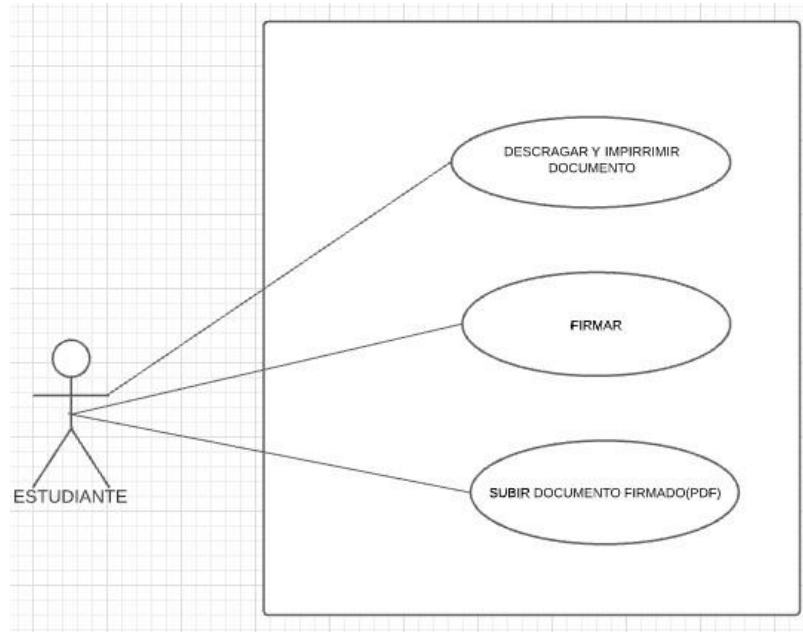 DESCRAGAR Y IMPIRRIMIR
DOCUMENTO
FIRMAR
SUBIR DOCUMENTO FIRMADO(PDF)
ESTUDIANTE